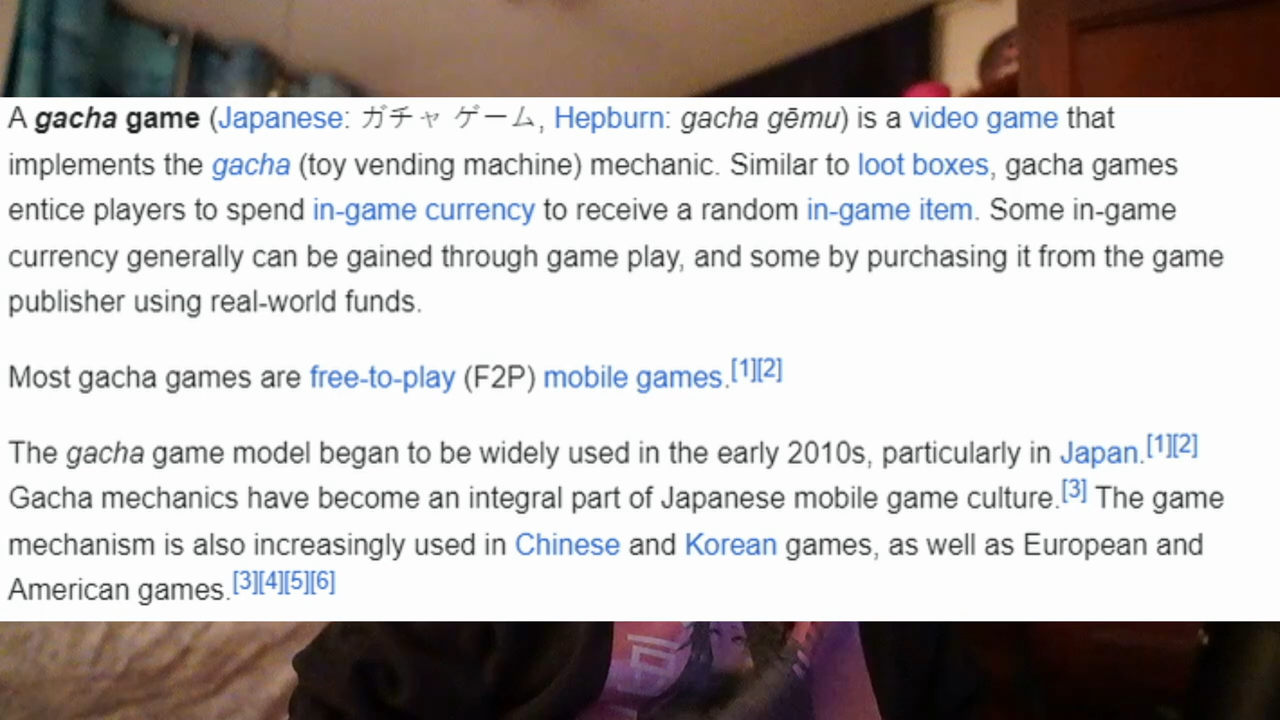 A gacha game (Japanese: ガチャ ゲーム, Hepburn: gacha gēmu) is a video game that
implements the gacha (toy vending machine) mechanic. Similar to loot boxes, gacha games
entice players to spend in-game currency to receive a random in-game item. Some in-game
currency generally can be gained through game play, and some by purchasing it from the game
publisher using real-world funds.
Most gacha games are free-to-play (F2P) mobile games.[1][2]
The gacha game model began to be widely used in the early 2010s, particularly in Japan.[1][2]
Gacha mechanics have become an integral part of Japanese mobile game culture.[3] The game
mechanism is also increasingly used in Chinese and Korean games, as well as European and
American games.[3][4][5][6]